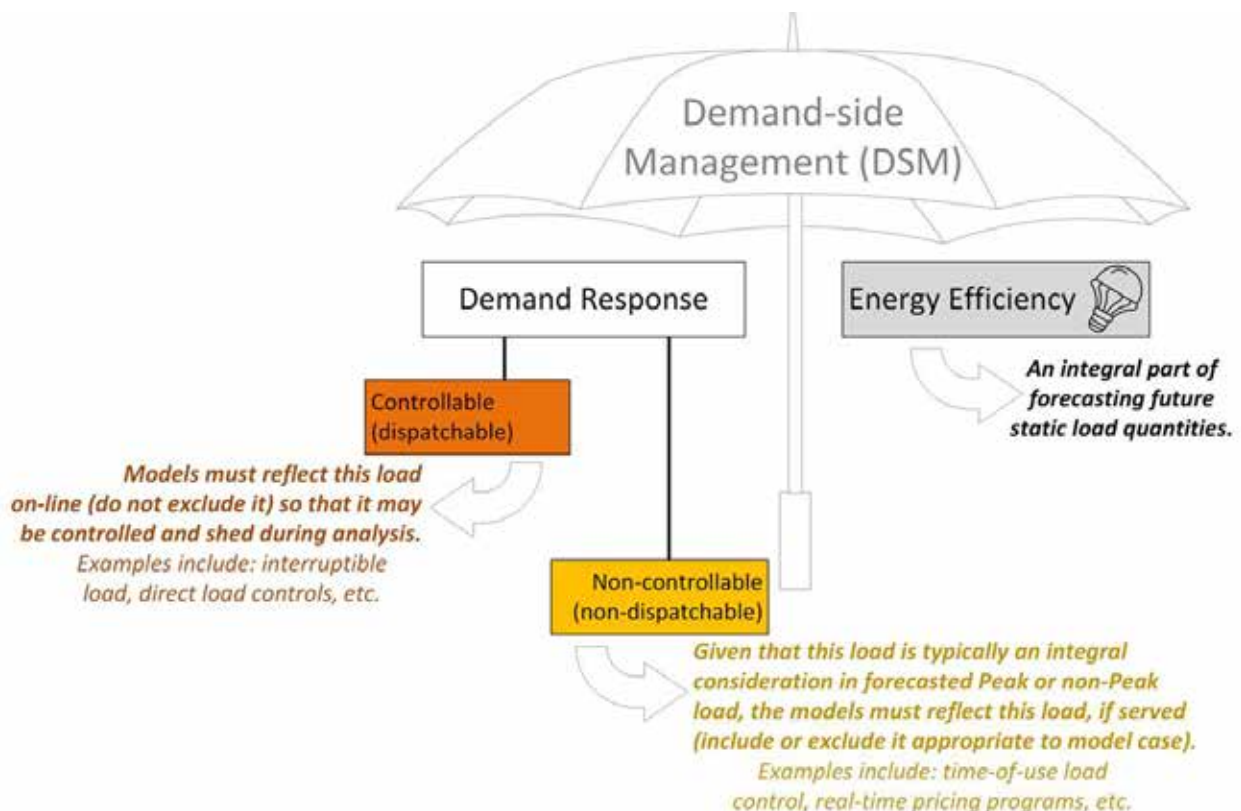 Demand-side
Management (DSM)
Demand Response
Energy Efficiency
An integral part of
forecasting future
static load quantities.
Controllable
(dispatchable)
Models must reflect this load
on-line (do not exclude it) so that it may
be controlled and shed during analysis.
Examples include: interruptible
load, direct load controls, etc.
Non-controllable
(non-dispatchable)
Given that this load is typically an integral
consideration in forecasted Peak or non-Peak
load, the models must reflect this load, if served
(include or exclude it appropriate to model case).
Examples include: time-of-use load
control, real-time pricing programs, etc.